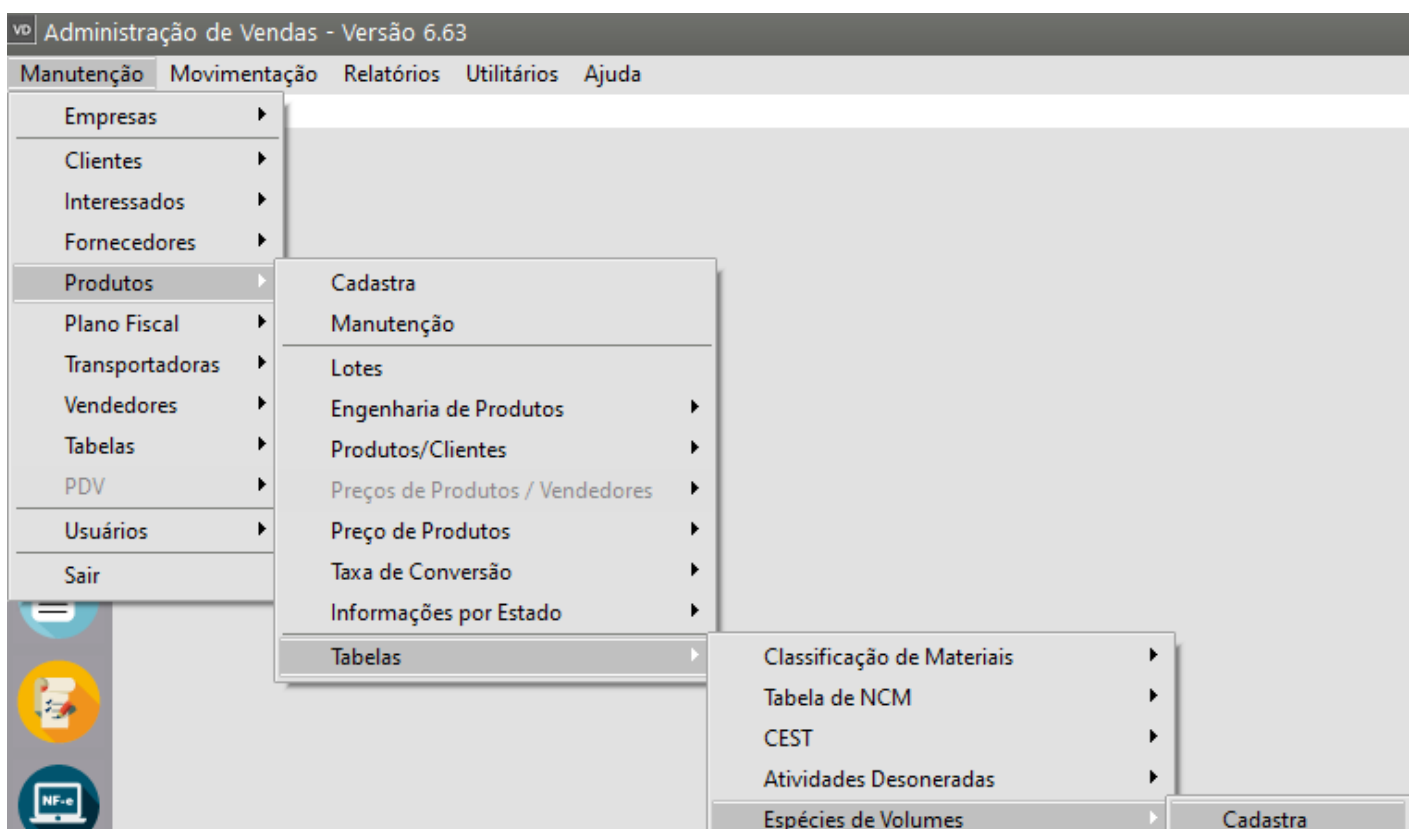 VD Administração de Vendas - Versão 6.63
Manutenção Movimentação Relatórios Utilitários Ajuda
Empresas
Clientes
Interessados
Fornecedores
Produtos
Plano Fiscal
Transportadoras
Vendedores
Tabelas
PDV
Usuários
Sair
Cadastra
Manutenção
Lotes
Engenharia de Produtos
Produtos/Clientes
Preços de Produtos / Vendedores
Preço de Produtos
Taxa de Conversão
Informações por Estado
Tabelas
Classificação de Materiais
Tabela de NCM
CEST
Atividades Desoneradas
Espécies de Volumes
Cadastra
NF-e